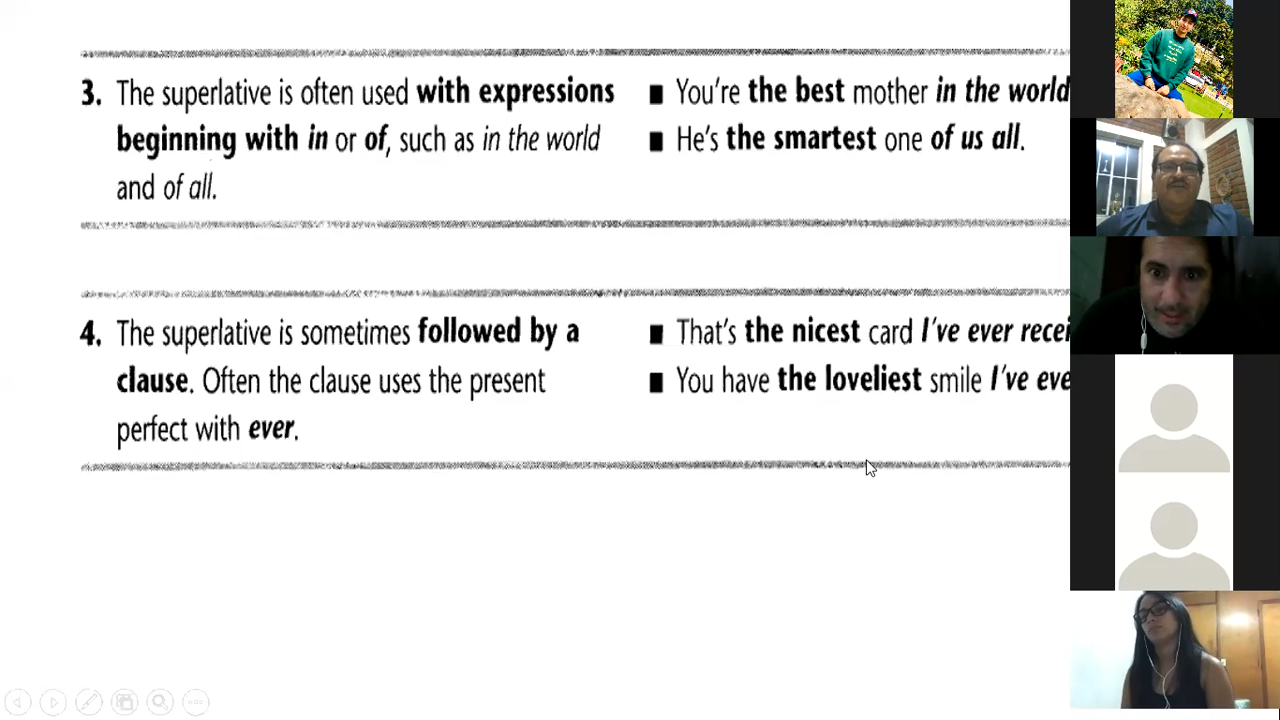 3. The superlative is often used with expressions
beginning with in or of, such as in the world
and of all.
■ You're the best mother in the world
■ He's the smartest one of us all.
4. The superlative is sometimes followed by a
clause. Often the clause uses the present
perfect with ever.
■ That's the nicest card I've ever recei
■ You have the loveliest smile I've eve